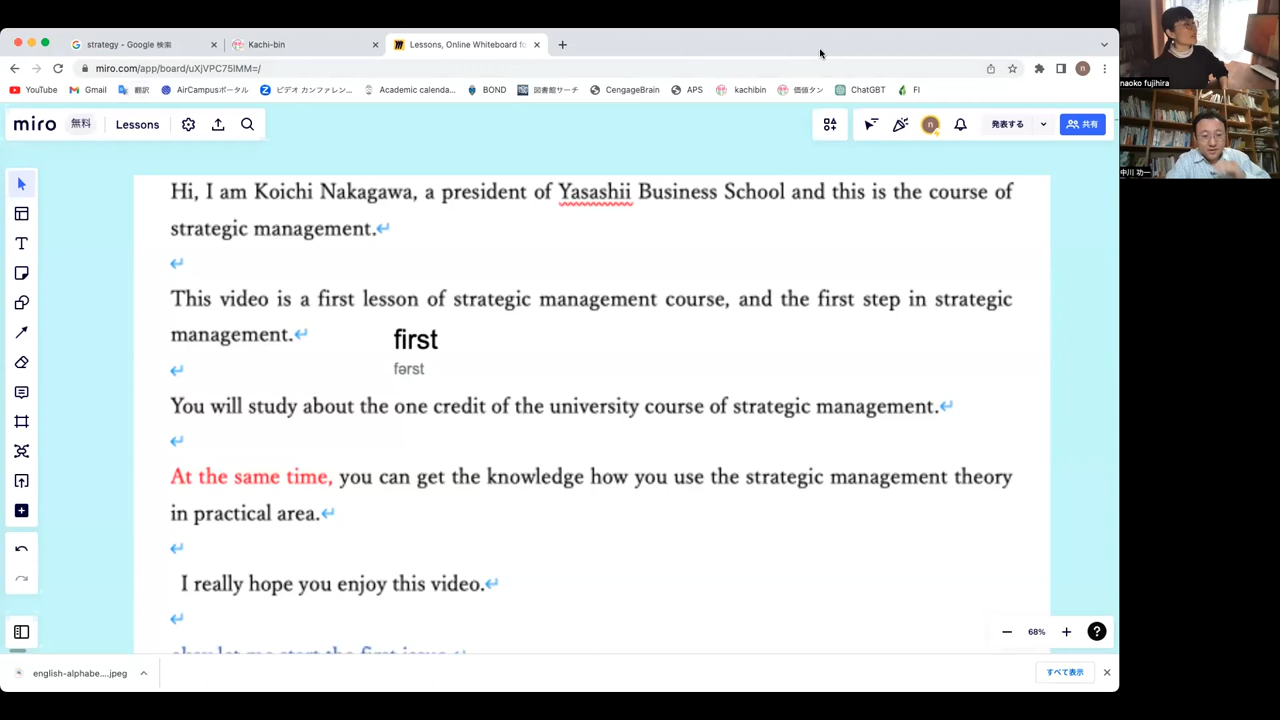 strategy - Google 検索
Kachi-bin
Lessons, Online Whiteboard fo
naoko fujihira
miro.com/app/board/uXjVPC75IMM=/
YouTube Gmail 翻訳 AirCampusポータル ビデオ カンファレン... Academic calenda... BOND 図書館サーチ CengageBrain APS kachibin 価値タン ChatGBT FI
miro 無料 Lessons
n 発表する 共有
中川 功一
Hi, I am Koichi Nakagawa, a president of Yasashii Business School and this is the course of
strategic management.↵
↵
This video is a first lesson of strategic management course, and the first step in strategic
management.↵
first
fərst
↵
You will study about the one credit of the university course of strategic management.↵
↵
At the same time, you can get the knowledge how you use the strategic management theory
in practical area.↵
↵
I really hope you enjoy this video.↵
↵
68%
english-alphabe....jpeg
すべて表示